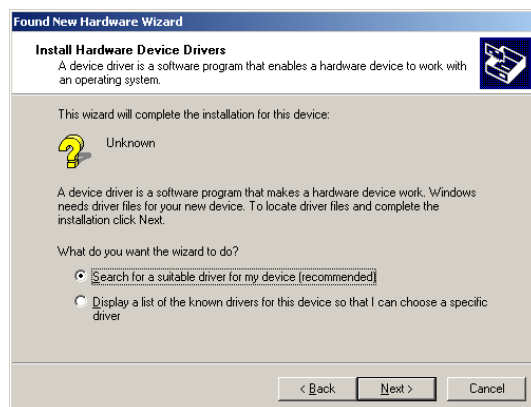 Found New Hardware Wizard
Install Hardware Device Drivers
A device driver is a software program that enables a hardware device to work with
an operating system.
This wizard will complete the installation for this device:
Unknown
A device driver is a software program that makes a hardware device work. Windows
needs driver files for your new device. To locate driver files and complete the
installation click Next.
What do you want the wizard to do?
Search for a suitable driver for my device (recommended)
Display a list of the known drivers for this device so that I can choose a specific
driver
< Back Next > Cancel